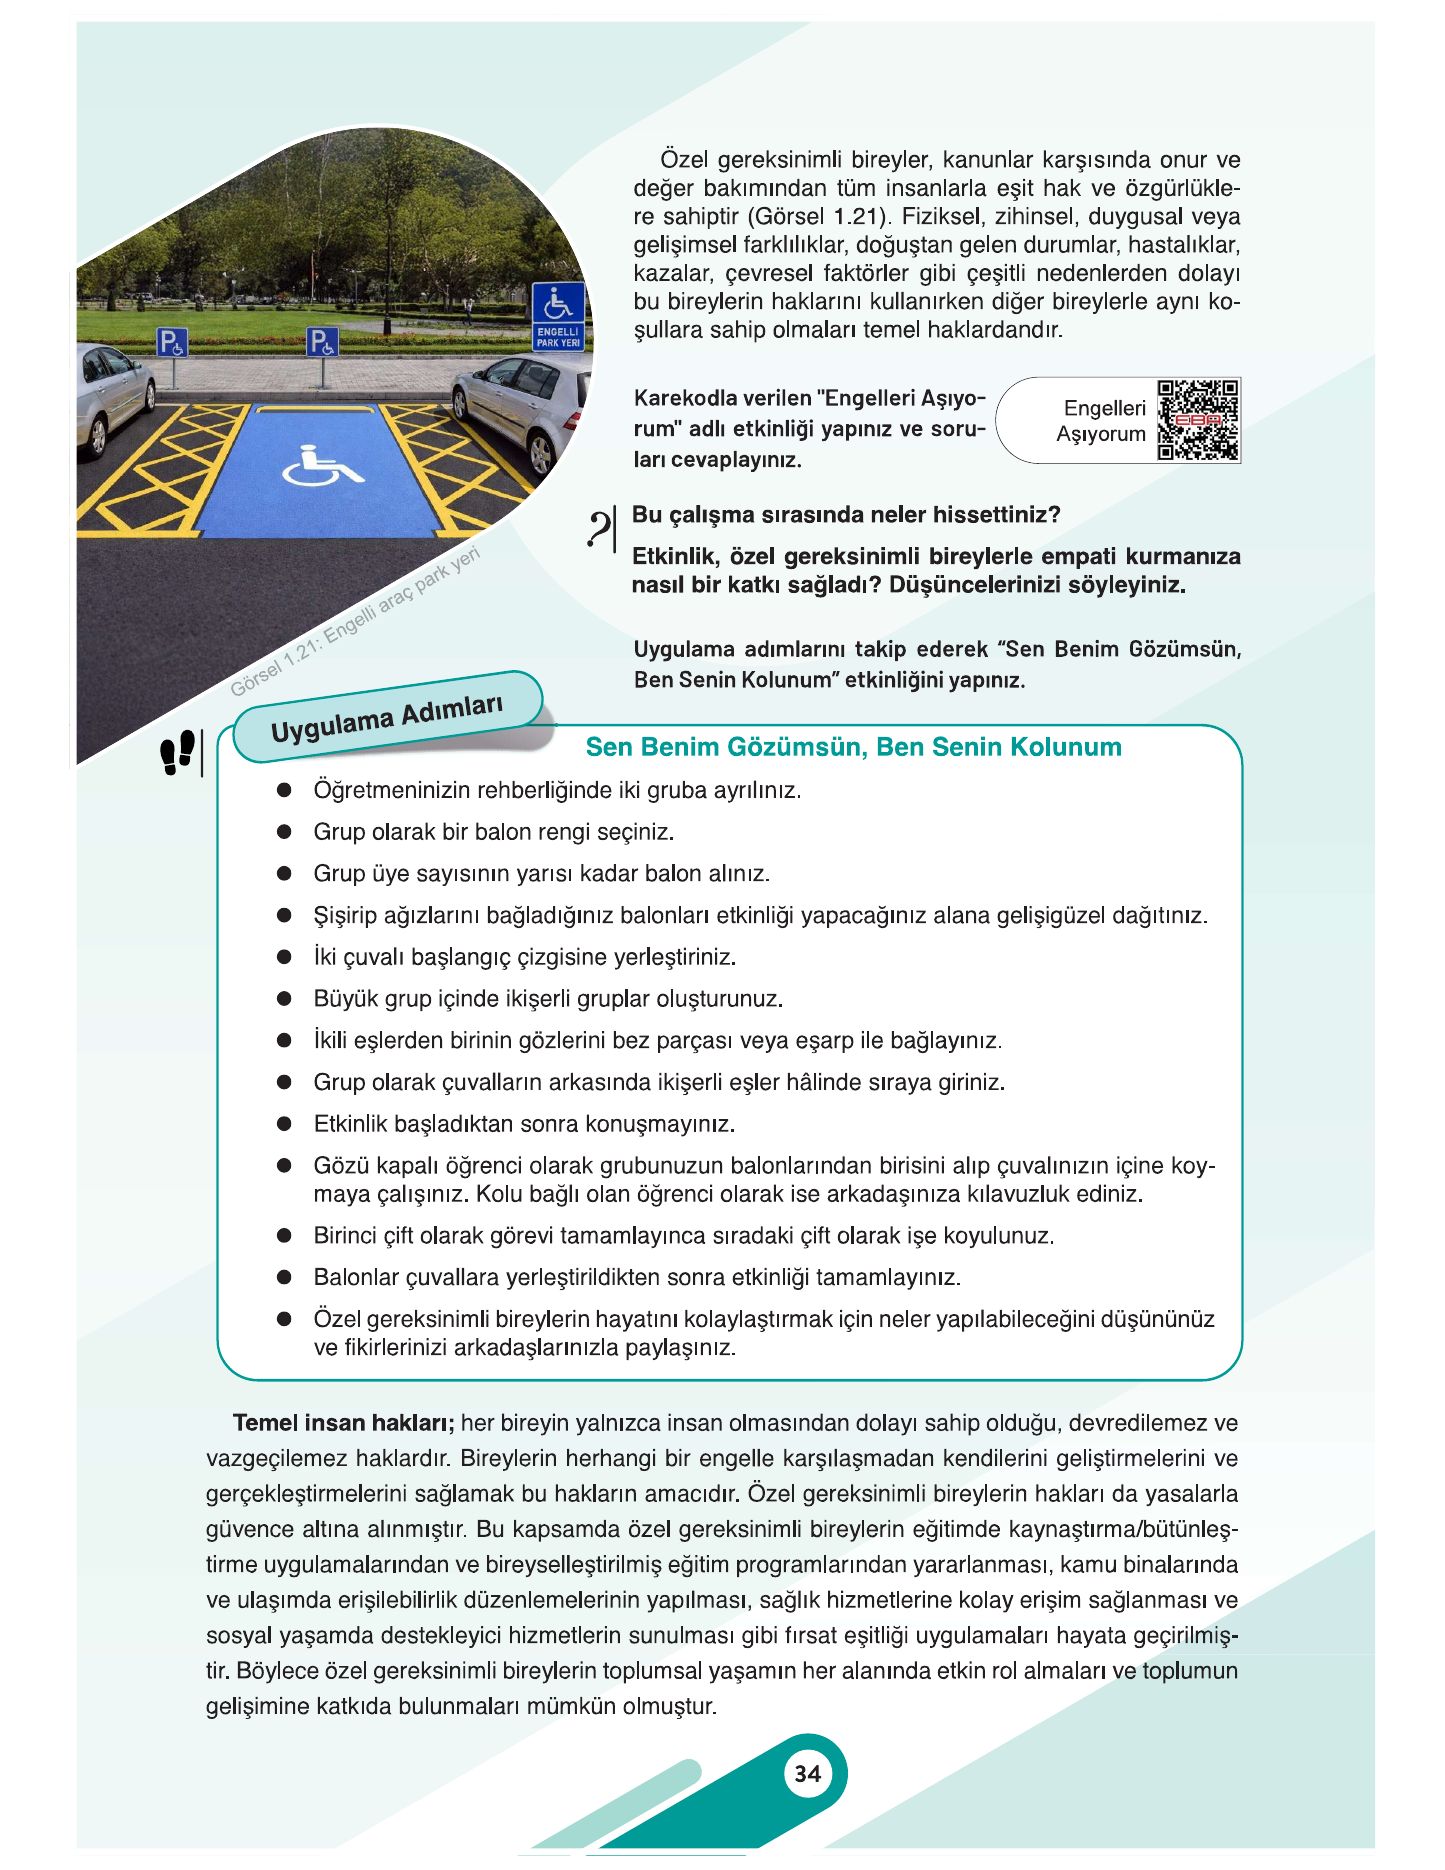 Özel gereksinimli bireyler, kanunlar karşısında onur ve
değer bakımından tüm insanlarla eşit hak ve özgürlükle-
re sahiptir (Görsel 1.21). Fiziksel, zihinsel, duygusal veya
gelişimsel farklılıklar, doğuştan gelen durumlar, hastalıklar,
kazalar, çevresel faktörler gibi çeşitli nedenlerden dolayı
bu bireylerin haklarını kullanırken diğer bireylerle aynı ko-
şullara sahip olmaları temel haklardandır.
ENGELLİ
PARK YERİ
P
P
Görsel 1.21: Engelli araç park yeri
Karekodla verilen "Engelleri Aşıyo-
rum" adlı etkinliği yapınız ve soru-
ları cevaplayınız.
Engelleri
Aşıyorum
EBA
?
Bu çalışma sırasında neler hissettiniz?
Etkinlik, özel gereksinimli bireylerle empati kurmanıza
nasıl bir katkı sağladı? Düşüncelerinizi söyleyiniz.
Uygulama adımlarını takip ederek “Sen Benim Gözümsün,
Ben Senin Kolunum” etkinliğini yapınız.
Uygulama Adımları
Sen Benim Gözümsün, Ben Senin Kolunum
● Öğretmeninizin rehberliğinde iki gruba ayrılınız.
● Grup olarak bir balon rengi seçiniz.
● Grup üye sayısının yarısı kadar balon alınız.
● Şişirip ağızlarını bağladığınız balonları etkinliği yapacağınız alana gelişigüzel dağıtınız.
● İki çuvalı başlangıç çizgisine yerleştiriniz.
● Büyük grup içinde ikişerli gruplar oluşturunuz.
● İkili eşlerden birinin gözlerini bez parçası veya eşarp ile bağlayınız.
● Grup olarak çuvalların arkasında ikişerli eşler hâlinde sıraya giriniz.
● Etkinlik başladıktan sonra konuşmayınız.
● Gözü kapalı öğrenci olarak grubunuzun balonlarından birisini alıp çuvalınızın içine koy-
maya çalışınız. Kolu bağlı olan öğrenci olarak ise arkadaşınıza kılavuzluk ediniz.
● Birinci çift olarak görevi tamamlayınca sıradaki çift olarak işe koyulunuz.
● Balonlar çuvallara yerleştirildikten sonra etkinliği tamamlayınız.
● Özel gereksinimli bireylerin hayatını kolaylaştırmak için neler yapılabileceğini düşününüz
ve fikirlerinizi arkadaşlarınızla paylaşınız.
Temel insan hakları; her bireyin yalnızca insan olmasından dolayı sahip olduğu, devredilemez ve
vazgeçilemez haklardır. Bireylerin herhangi bir engelle karşılaşmadan kendilerini geliştirmelerini ve
gerçekleştirmelerini sağlamak bu hakların amacıdır. Özel gereksinimli bireylerin hakları da yasalarla
güvence altına alınmıştır. Bu kapsamda özel gereksinimli bireylerin eğitimde kaynaştırma/bütünleş-
tirme uygulamalarından ve bireyselleştirilmiş eğitim programlarından yararlanması, kamu binalarında
ve ulaşımda erişilebilirlik düzenlemelerinin yapılması, sağlık hizmetlerine kolay erişim sağlanması ve
sosyal yaşamda destekleyici hizmetlerin sunulması gibi fırsat eşitliği uygulamaları hayata geçirilmiş-
tir. Böylece özel gereksinimli bireylerin toplumsal yaşamın her alanında etkin rol almaları ve toplumun
gelişimine katkıda bulunmaları mümkün olmuştur.
34